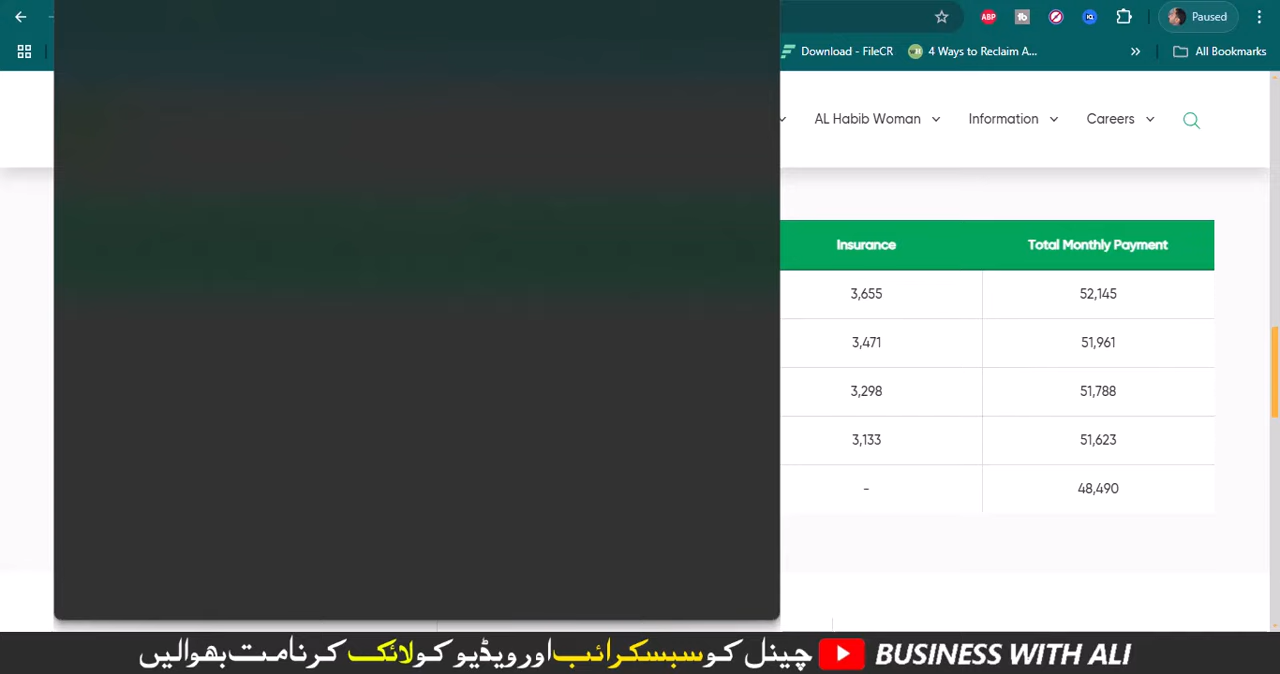 ABP
Paused
Download - FileCR
4 Ways to Reclaim A...
»
All Bookmarks
AL Habib Woman
Information
Careers
Insurance Total Monthly Payment
3,655 52,145
3,471 51,961
3,298 51,788
3,133 51,623
- 48,490
چینل کو سبسکرائب اور ویڈیو کو لائک کرنا مت بھوالیں BUSINESS WITH ALI